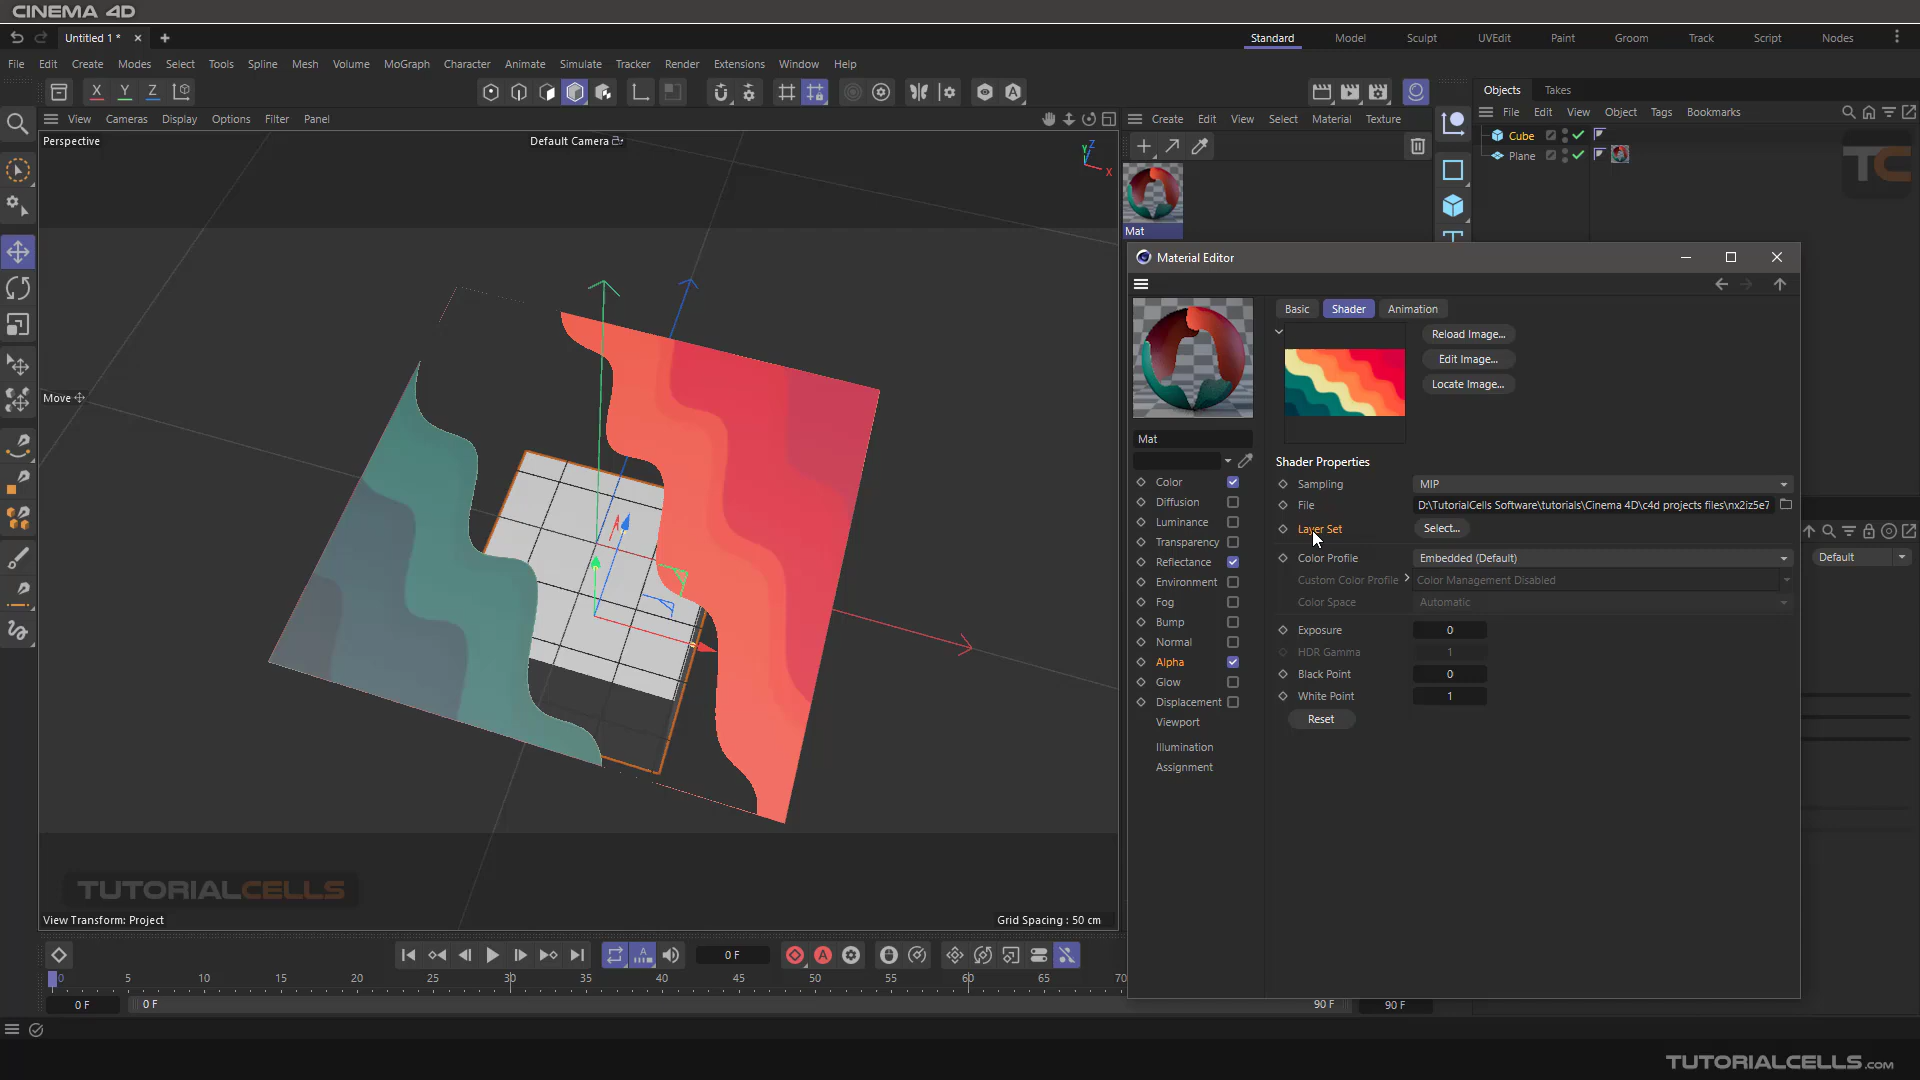 CINEMA 4D
Untitled 1 *
Standard Model Sculpt UVEdit Paint Groom Track Script Nodes
File Edit Create Modes Select Tools Spline Mesh Volume MoGraph Character Animate Simulate Tracker Render Extensions Window Help
X Y Z
Objects Takes
View Cameras Display Options Filter Panel
Create Edit View Select Material Texture
File Edit View Object Tags Bookmarks
Perspective
Default Camera
Y Z X
Cube
Plane
TC
Mat
Material Editor
Basic Shader Animation
Reload Image...
Edit Image...
Locate Image...
Move
Mat
Shader Properties
Color
Diffusion
Luminance
Transparency
Reflectance
Environment
Fog
Bump
Normal
Alpha
Glow
Displacement
Viewport
Illumination
Assignment
Sampling MIP
File D:\TutorialCells Software\tutorials\Cinema 4D\c4d projects files\nx2iz5e7
Layer Set Select...
Color Profile Embedded (Default)
Custom Color Profile Color Management Disabled
Color Space Automatic
Exposure 0
HDR Gamma 1
Black Point 0
White Point 1
Reset
Default
TUTORIALCELLS
View Transform: Project
Grid Spacing : 50 cm
0 F
0 5 10 15 20 25 30 35 40 45 50 55 60 65 70
0 F 0 F 90 F 90 F
TUTORIALCELLS.COM